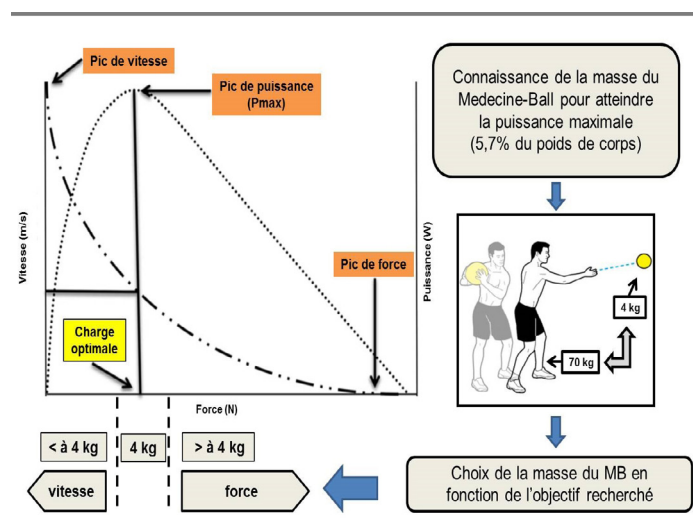 Pic de vitesse
Pic de puissance
(Pmax)
Vitesse (m/s)
Puissance (W)
Pic de force
Charge
optimale
Force (N)
< à 4 kg
4 kg
> à 4 kg
vitesse
force
Connaissance de la masse du
Medecine-Ball pour atteindre
la puissance maximale
(5,7% du poids de corps)
4 kg
70 kg
Choix de la masse du MB en
fonction de l'objectif recherché